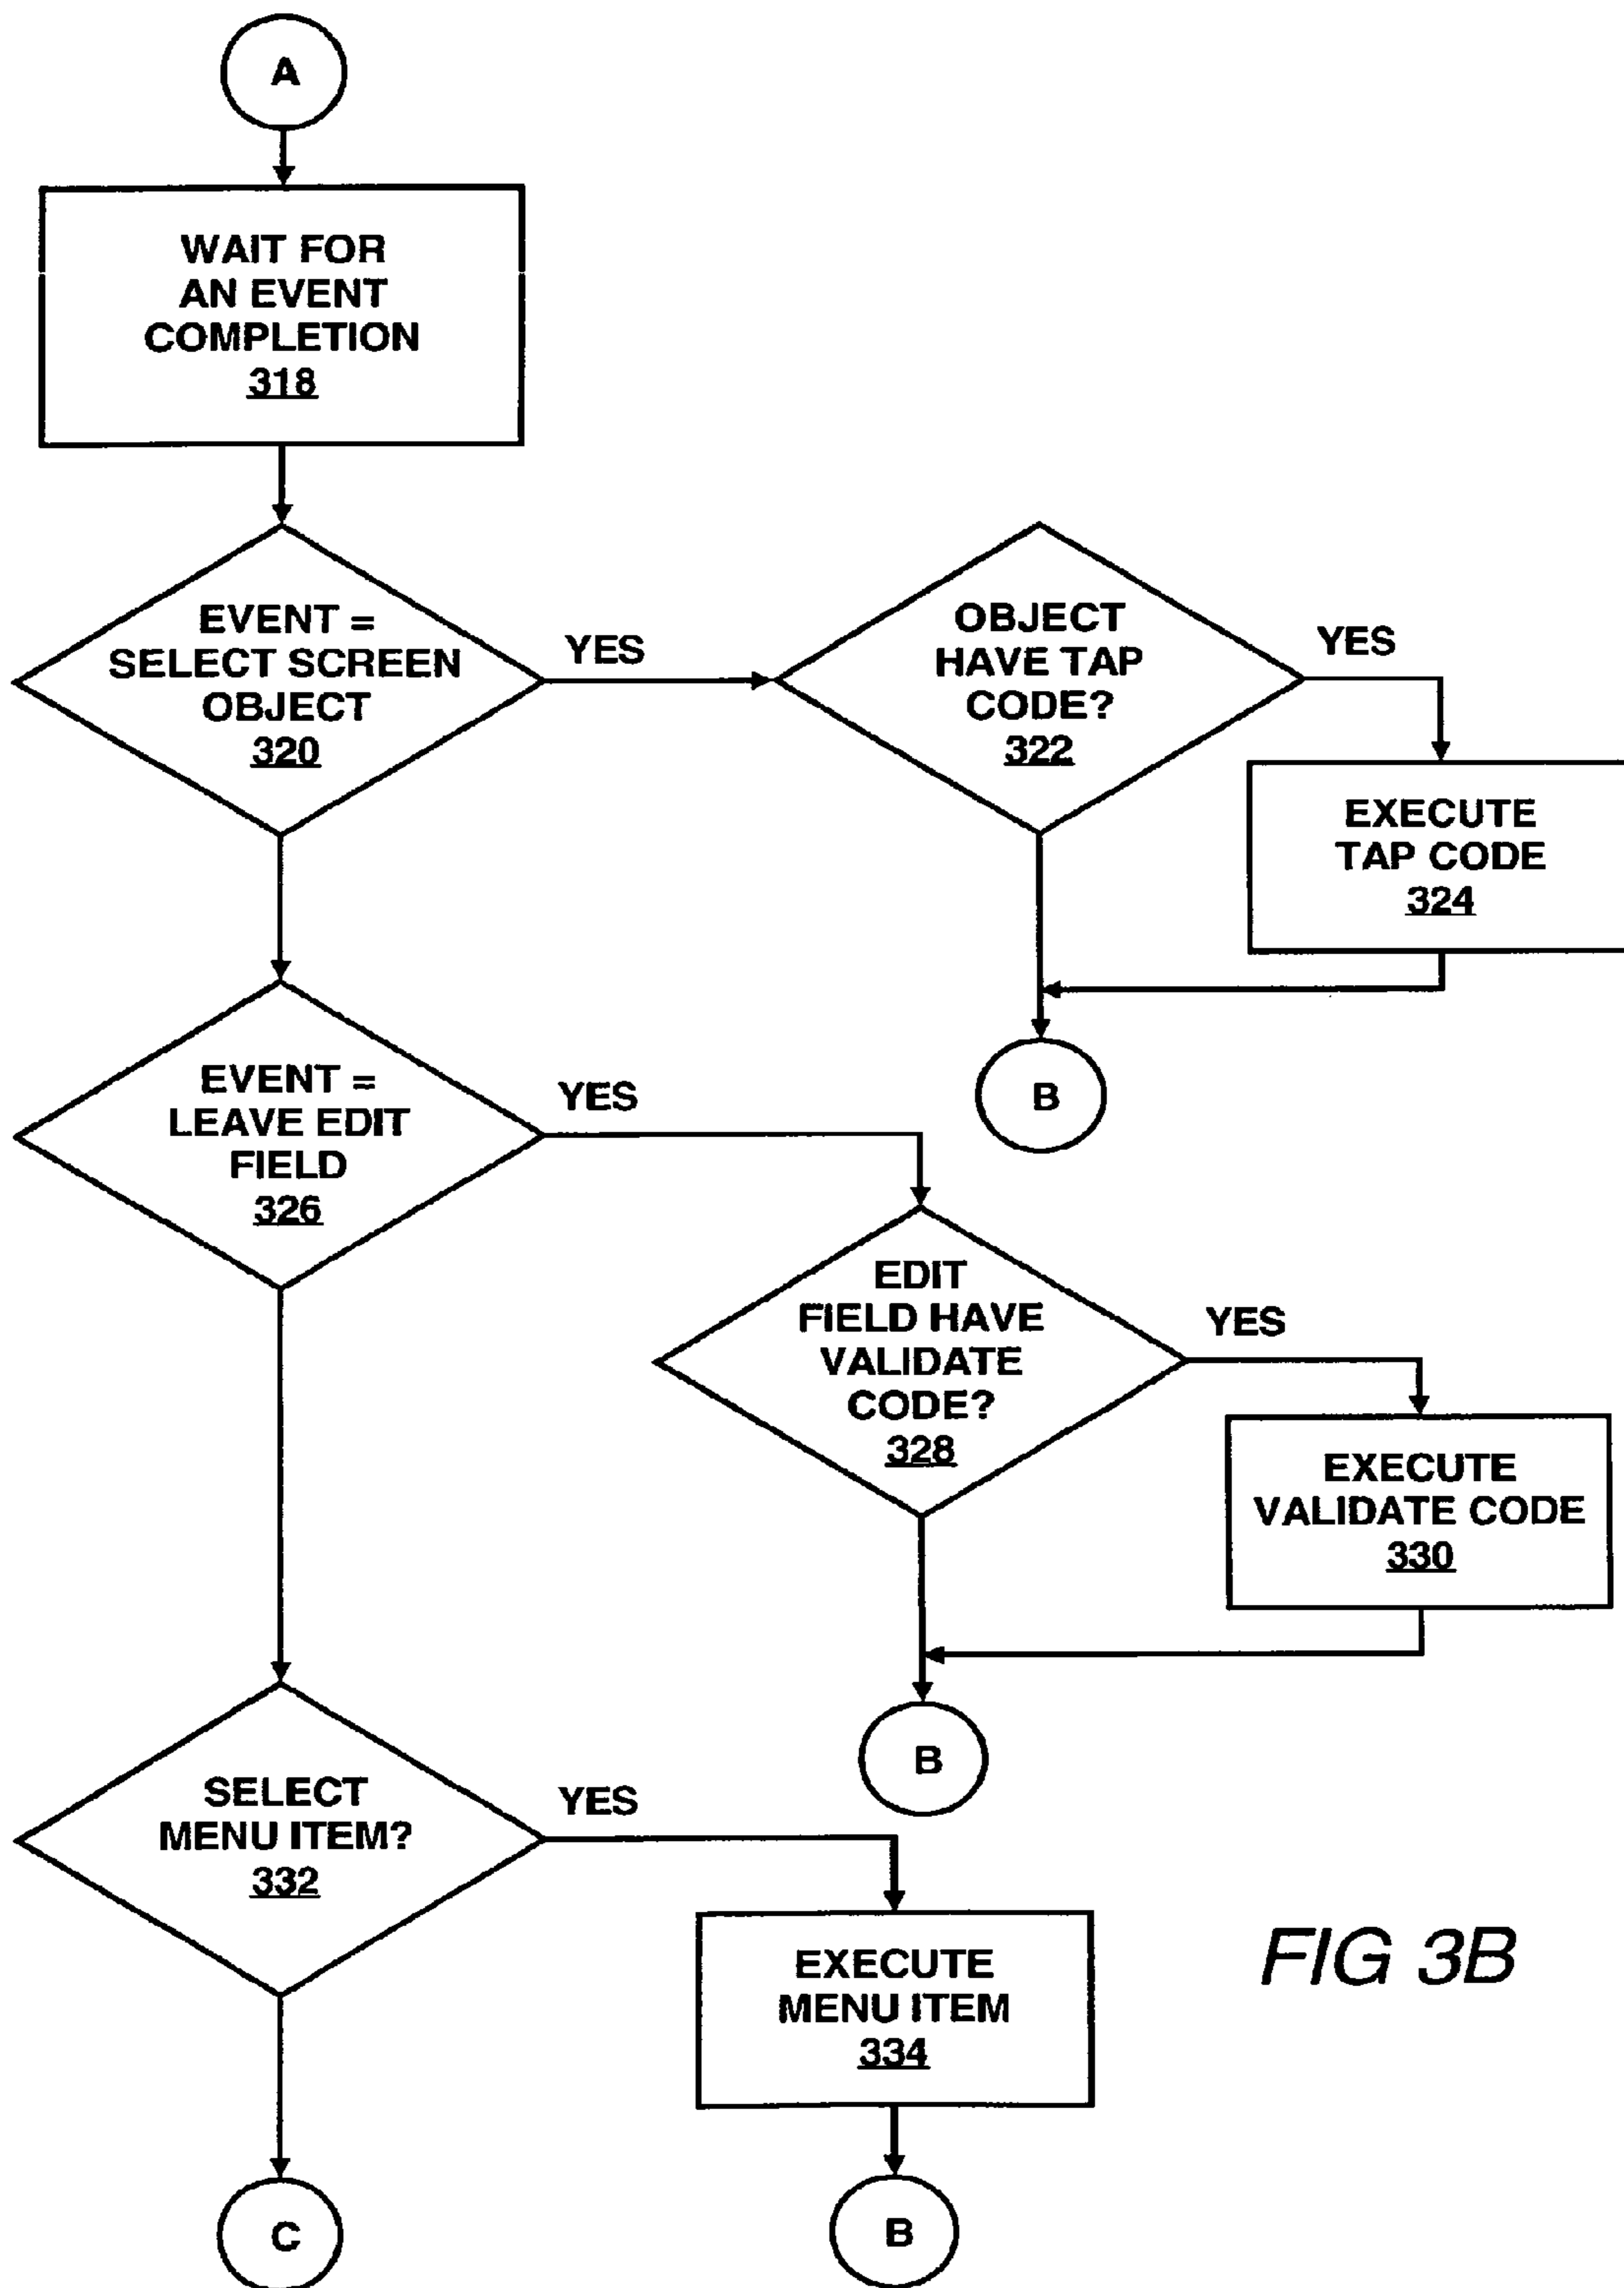 A
WAIT FOR
AN EVENT
COMPLETION
318
EVENT =
SELECT SCREEN
OBJECT
320
YES
OBJECT
HAVE TAP
CODE?
322
YES
EXECUTE
TAP CODE
324
B
EVENT =
LEAVE EDIT
FIELD
326
YES
EDIT
FIELD HAVE
VALIDATE
CODE?
328
YES
EXECUTE
VALIDATE CODE
330
B
SELECT
MENU ITEM?
332
YES
EXECUTE
MENU ITEM
334
B
C
FIG 3B